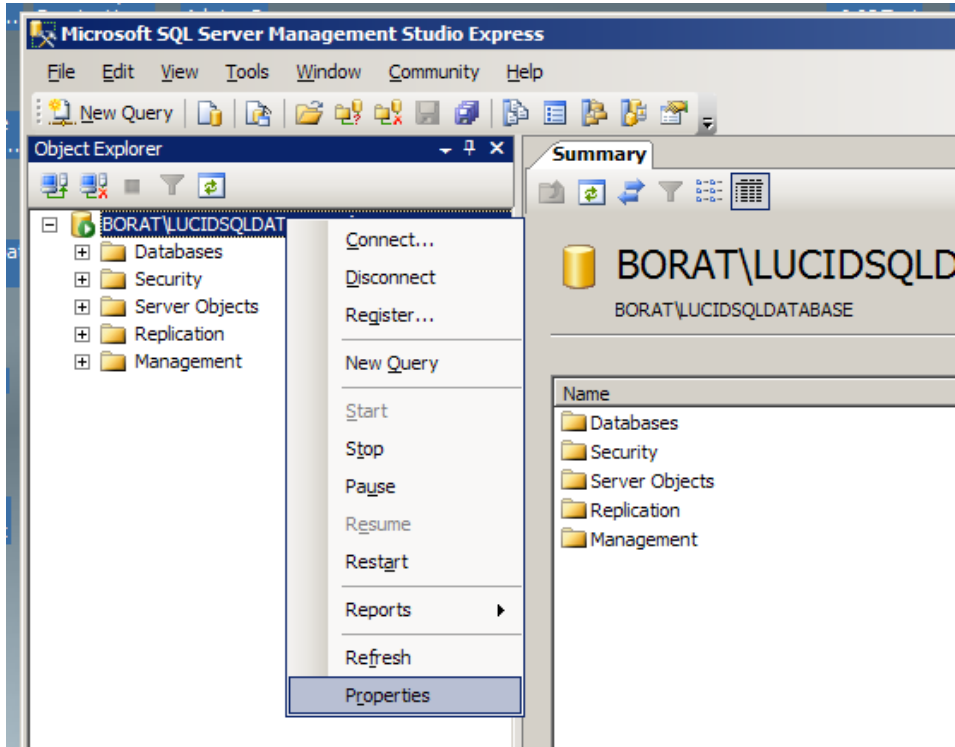 Microsoft SQL Server Management Studio Express
File Edit View Tools Window Community Help
New Query
Object Explorer
Summary
BORAT\LUCIDSQLDAT
Databases
Security
Server Objects
Replication
Management
Connect...
Disconnect
Register...
New Query
Start
Stop
Pause
Resume
Restart
Reports
Refresh
Properties
BORAT\LUCIDSQLD
BORAT\LUCIDSQLDATABASE
Name
Databases
Security
Server Objects
Replication
Management